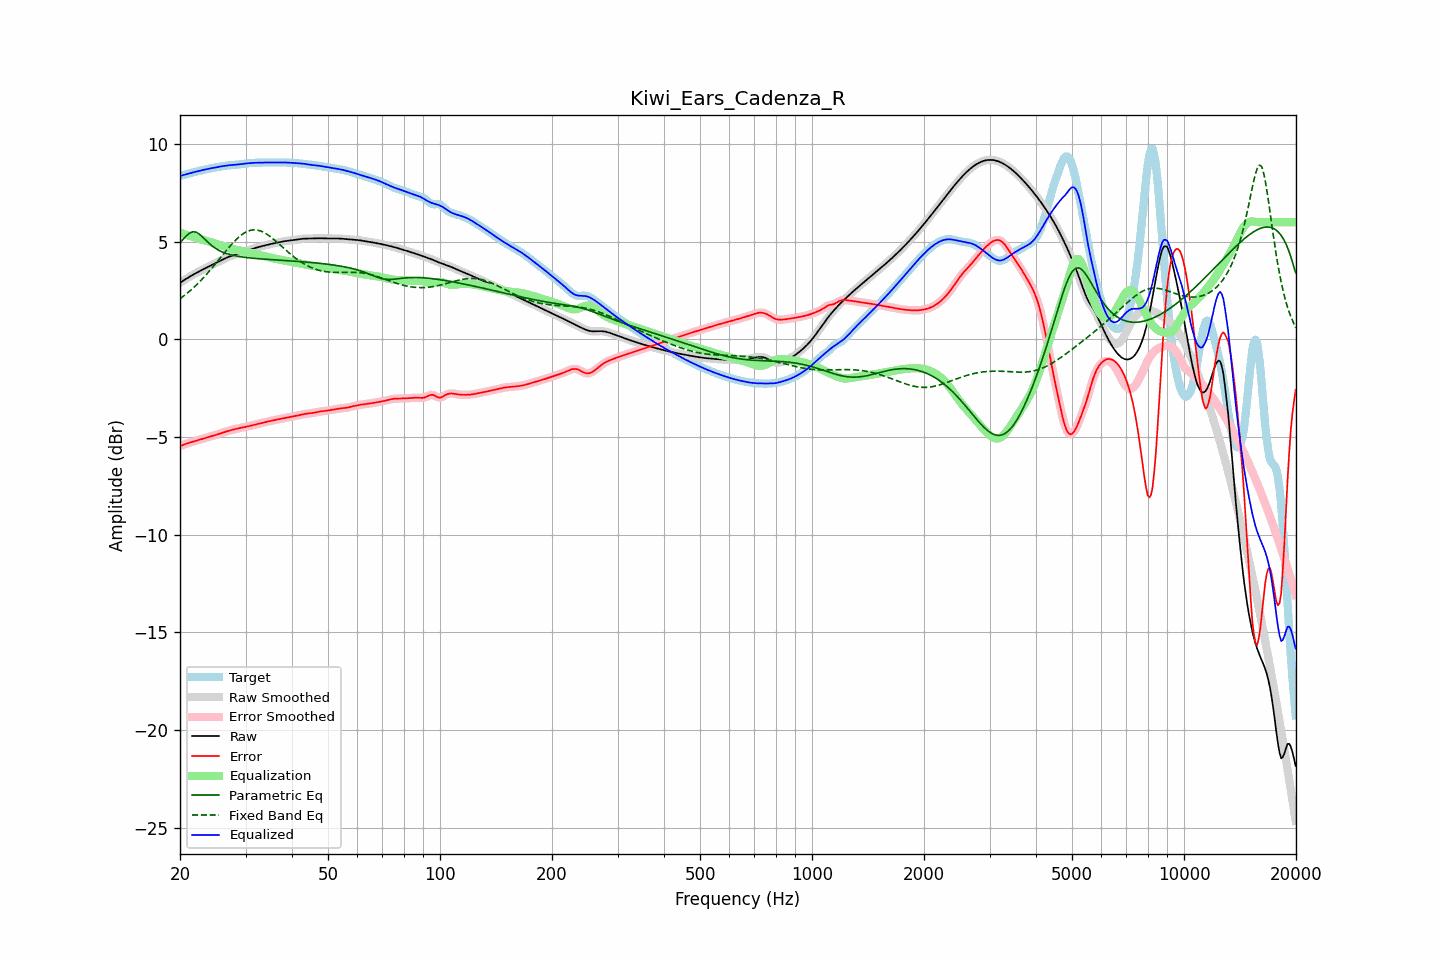 Kiwi_Ears_Cadenza_R
10
5
0
−5
−10
−15
−20
−25
Amplitude (dBr)
Target
Raw Smoothed
Error Smoothed
Raw
Error
Equalization
Parametric Eq
Fixed Band Eq
Equalized
20 50 100 200 500 1000 2000 5000 10000 20000
Frequency (Hz)